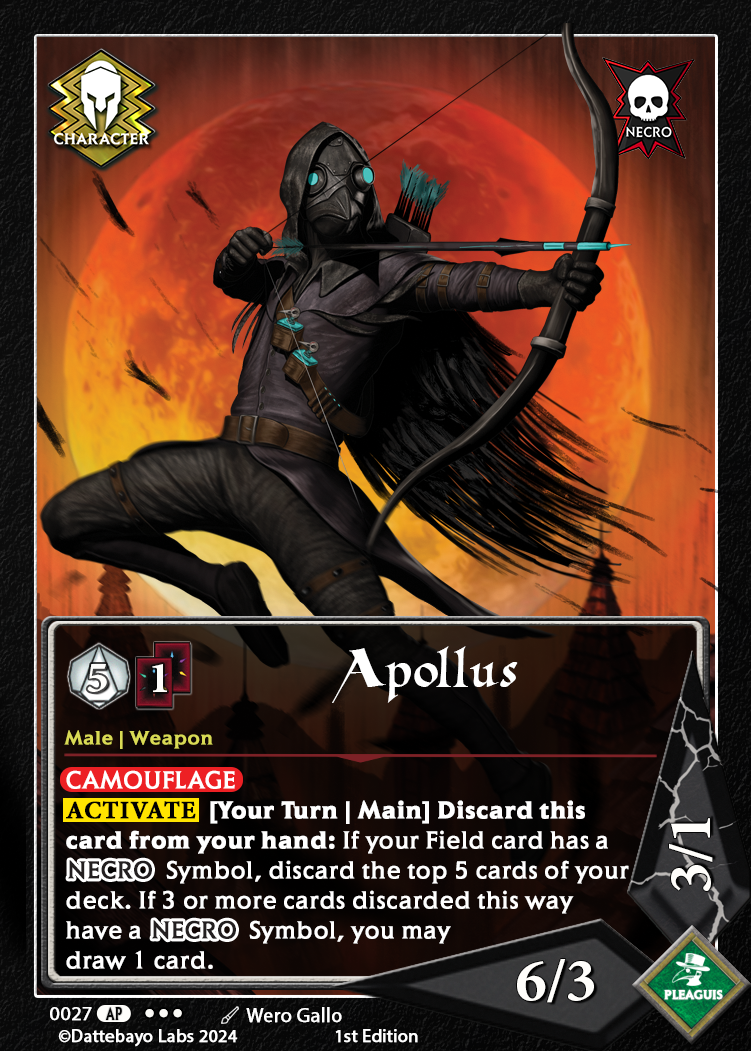 CHARACTER
NECRO
5 1 Apollus
Male | Weapon
CAMOUFLAGE
ACTIVATE [Your Turn | Main] Discard this
card from your hand: If your Field card has a
NECRO Symbol, discard the top 5 cards of your
deck. If 3 or more cards discarded this way
have a NECRO Symbol, you may
draw 1 card.
3/1
6/3
PLEAGUIS
0027 AP ••• Wero Gallo
©Dattebayo Labs 2024 1st Edition